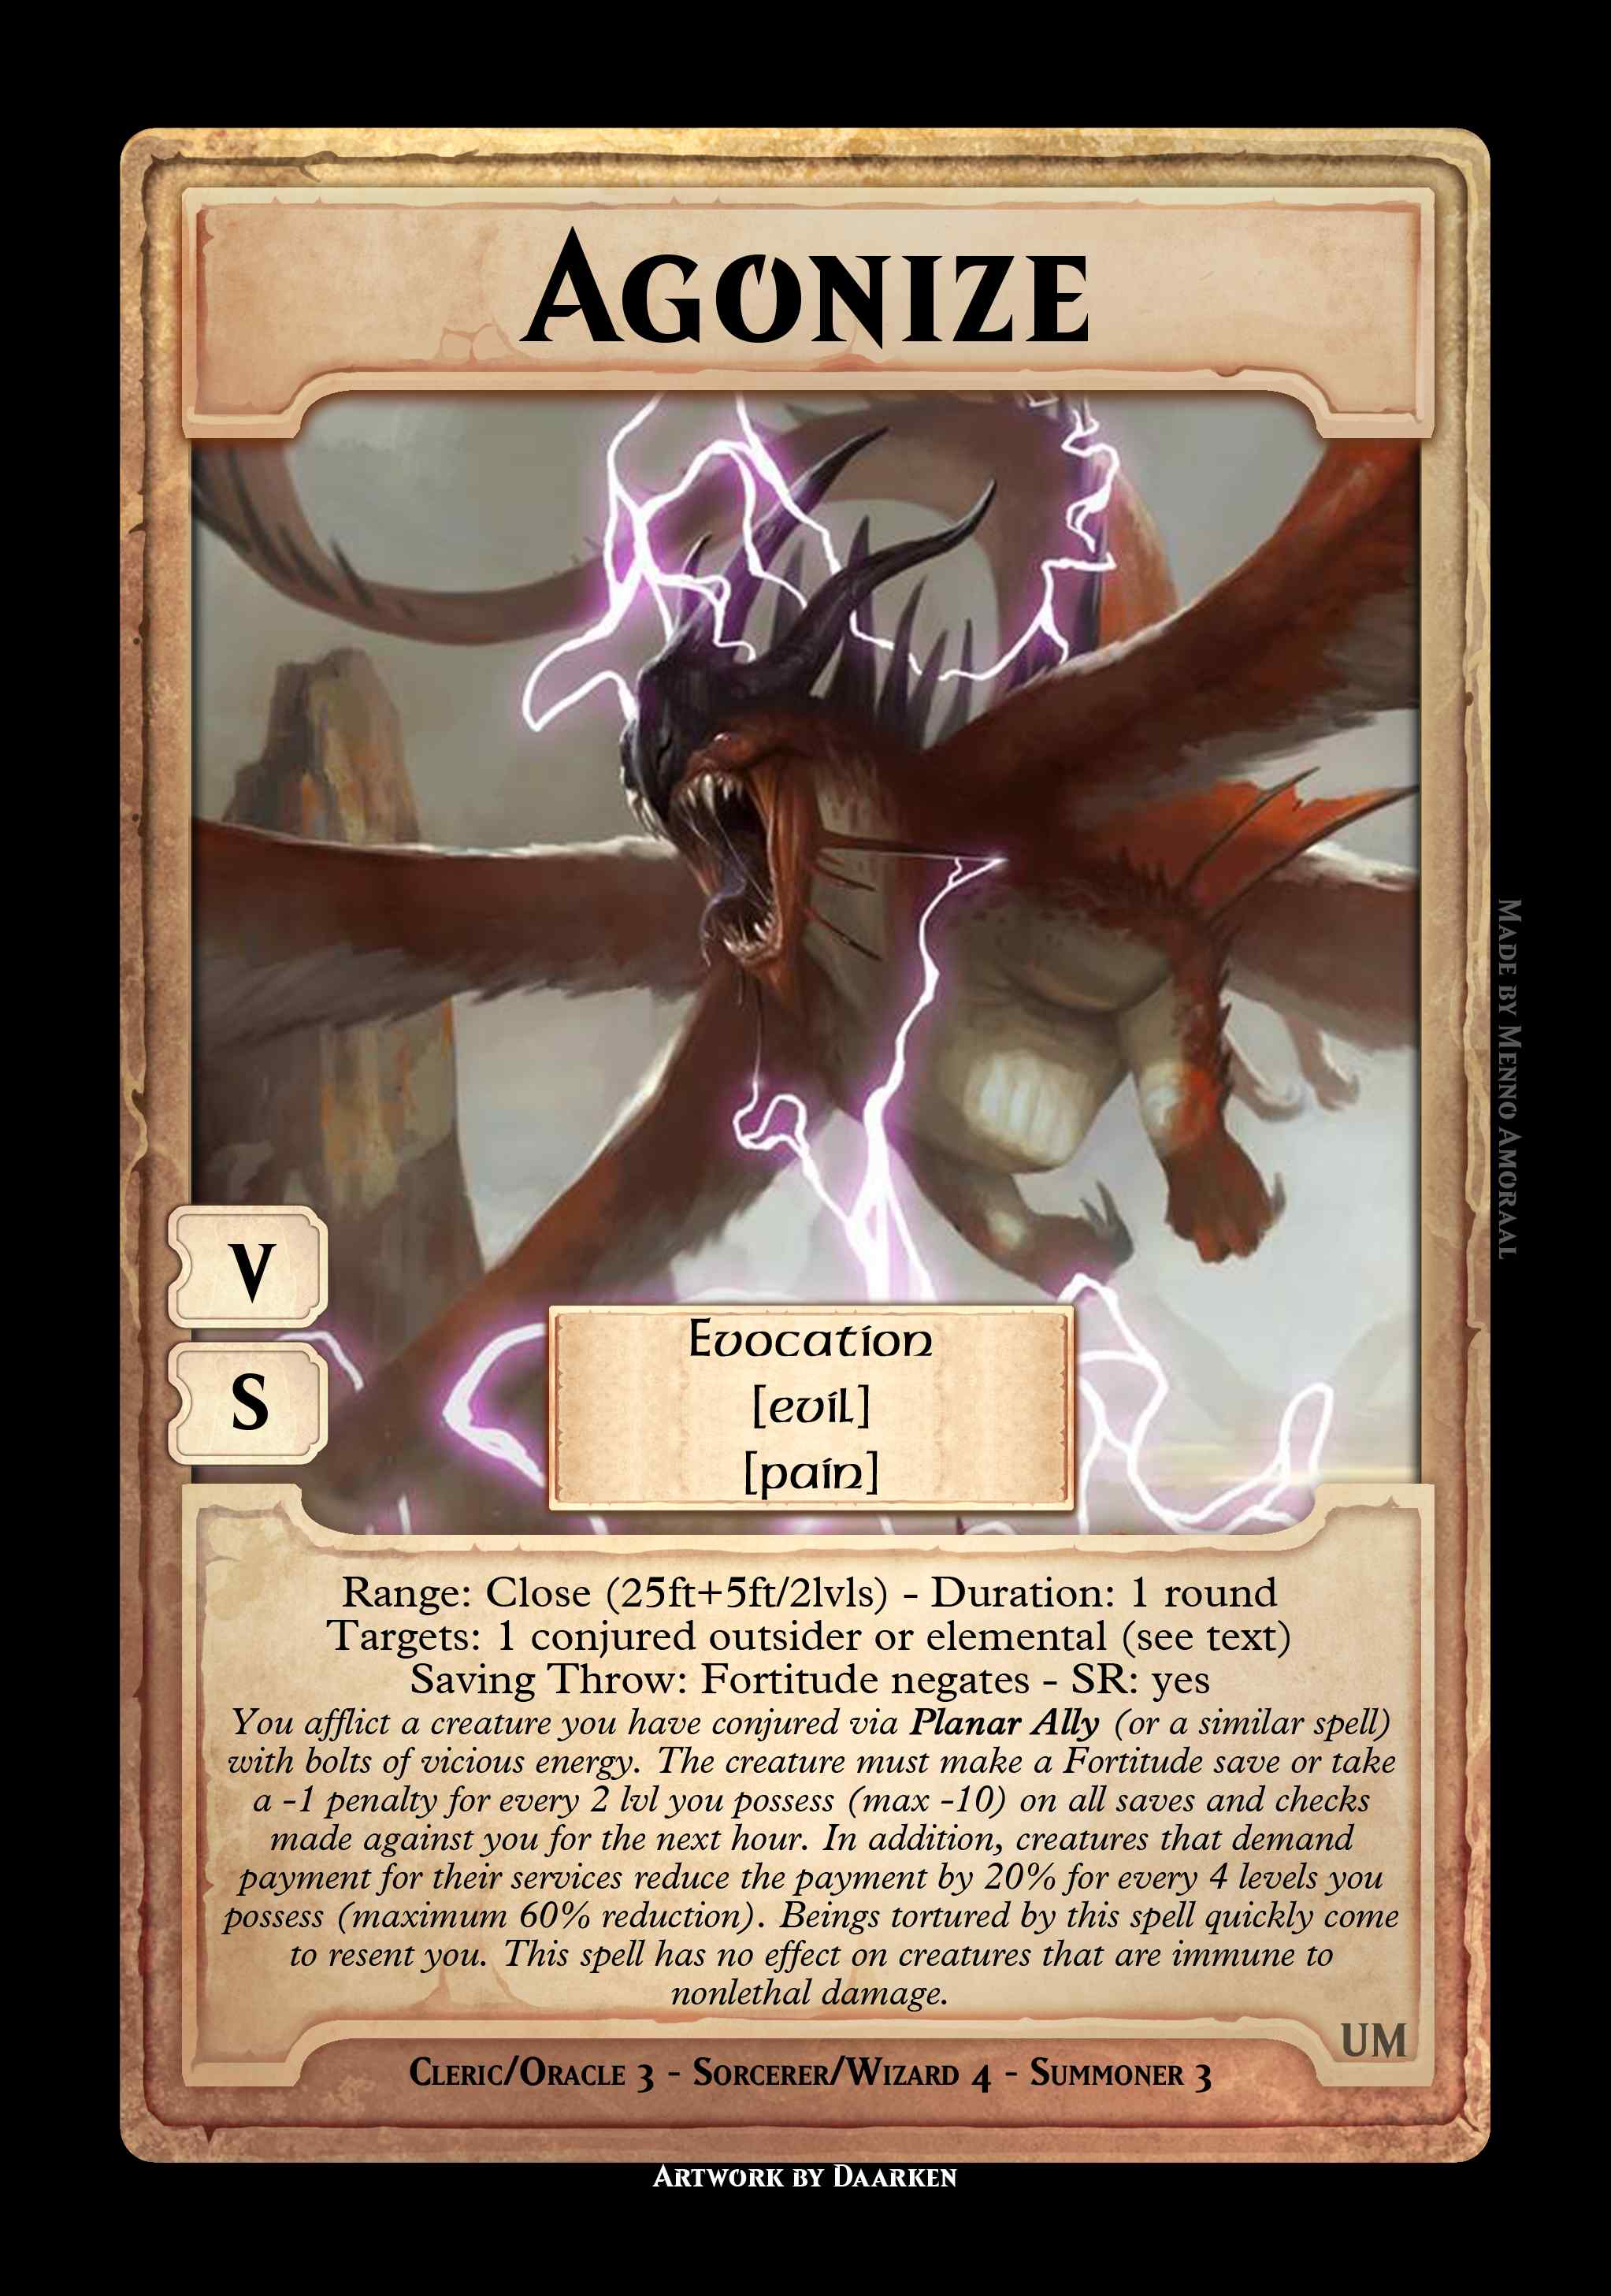 Agonize
V
S
Evocation
[evil]
[pain]
Range: Close (25ft+5ft/2lvls) - Duration: 1 round
Targets: 1 conjured outsider or elemental (see text)
Saving Throw: Fortitude negates - SR: yes
You afflict a creature you have conjured via Planar Ally (or a similar spell)
with bolts of vicious energy. The creature must make a Fortitude save or take
a -1 penalty for every 2 lvl you possess (max -10) on all saves and checks
made against you for the next hour. In addition, creatures that demand
payment for their services reduce the payment by 20% for every 4 levels you
possess (maximum 60% reduction). Beings tortured by this spell quickly come
to resent you. This spell has no effect on creatures that are immune to
nonlethal damage.
UM
Cleric/Oracle 3 - Sorcerer/Wizard 4 - Summoner 3
Artwork by Daarken
Made by Menno Amoraal